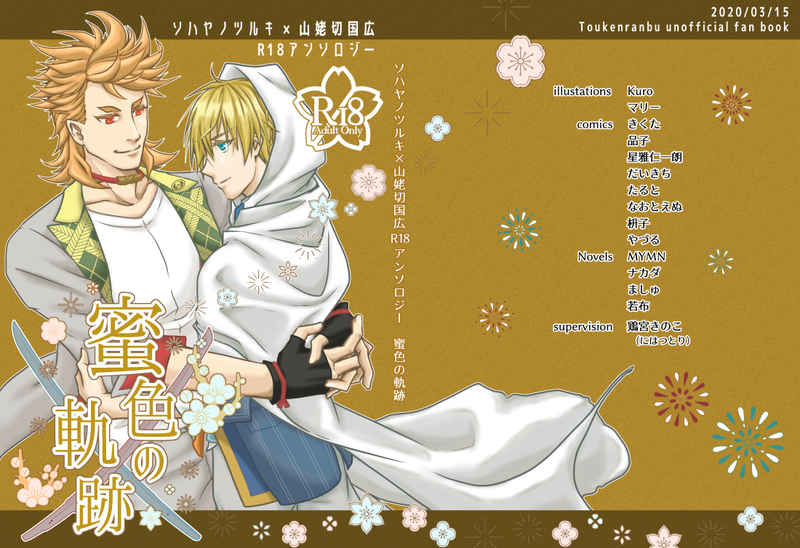 ソハヤノツルキ×山姥切国広
R18アンソロジー
R18
Adult Only
蜜色の
軌跡
ソハヤノツルキ×山姥切国広 R18 アンソロジー 蜜色の軌跡
2020/03/15
Toukenranbu unofficial fan book
illustations Kuro
マリー
comics きくた
品子
星雅仁一朗
だいきち
たると
なおとえぬ
枡子
やづる
Novels MYMN
ナカダ
ましゅ
若布
supervision 鶏宮きのこ
(にはつとり)